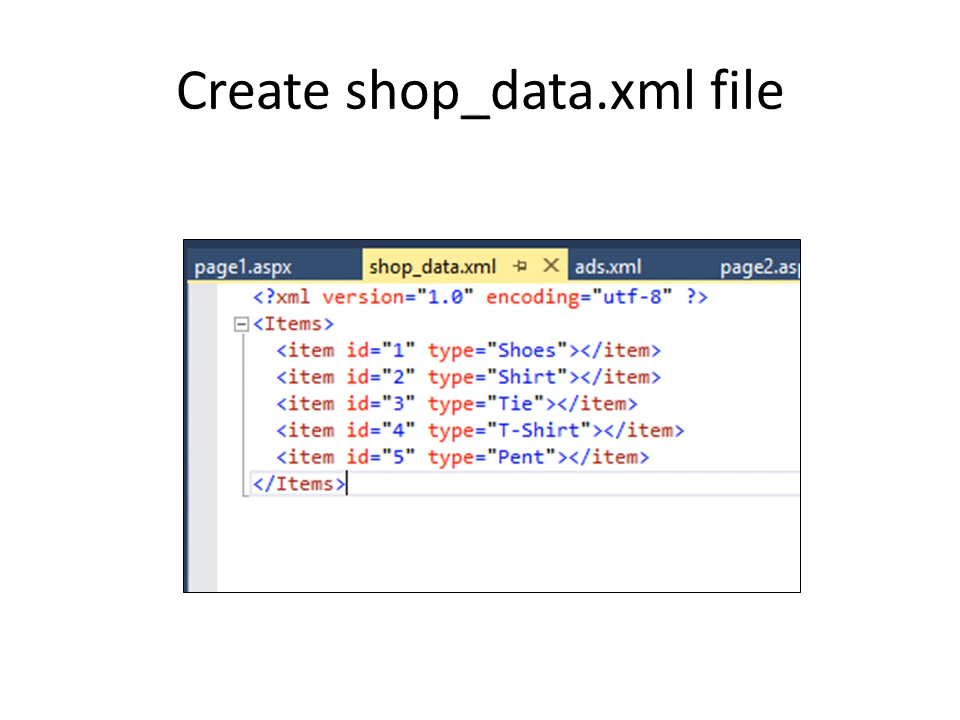 Create shop_data.xml file
page1.aspx shop_data.xml ads.xml page2.asp
<?xml version="1.0" encoding="utf-8" ?>
<Items>
<item id="1" type="Shoes"></item>
<item id="2" type="Shirt"></item>
<item id="3" type="Tie"></item>
<item id="4" type="T-Shirt"></item>
<item id="5" type="Pent"></item>
</Items>